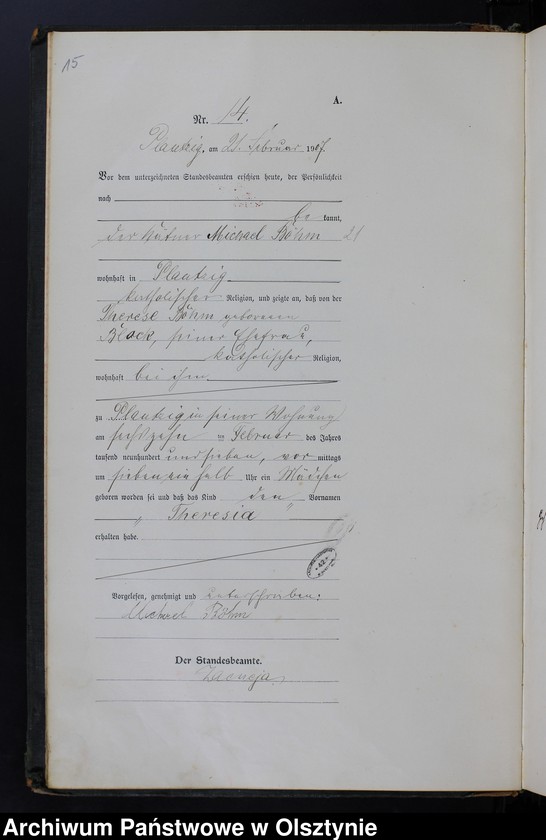 15
A.
Nr. 14.
Plautzig, am 21. Februar 1907.
Vor dem unterzeichneten Standesbeamten erschien heute, der Persönlichkeit
nach
be kannt,
der Kätner Michael Böhm
wohnhaft in Plautzig
katholischer Religion, und zeigte an, daß von der
Therese Böhm geborenen
Block, seiner Ehefrau,
katholischer Religion,
wohnhaft bei ihm
zu Plautzig in seiner Wohnung
am sechszehn ten Februar des Jahres
tausend neunhundert und sieben, vor mittags
um sieben ein halb Uhr ein Mädchen
geboren worden sei und daß das Kind den Vornamen
„ Theresia "
erhalten habe.
Vorgelesen, genehmigt und unterschrieben:
Michael Böhm
Der Standesbeamte.
Archiwum Państwowe w Olsztynie